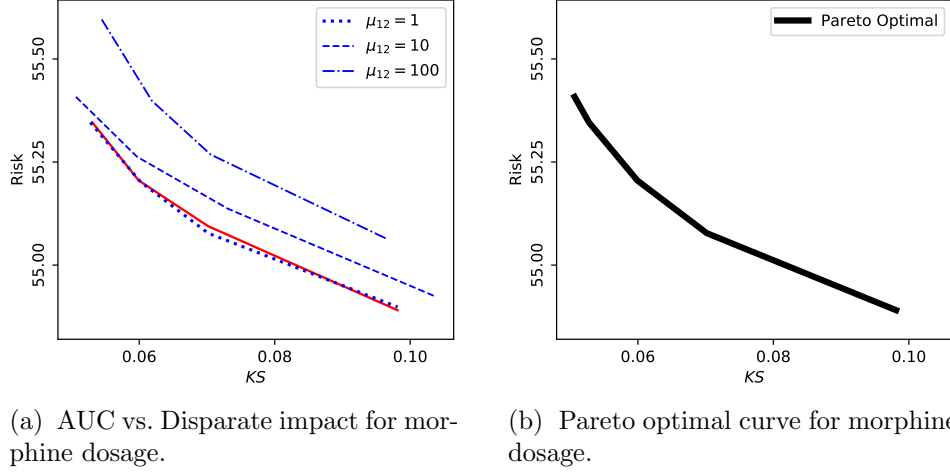 μ₁₂ = 1
μ₁₂ = 10
μ₁₂ = 100
Risk
55.50
55.25
55.00
0.06 0.08 0.10
KS
Pareto Optimal
Risk
55.50
55.25
55.00
0.06 0.08 0.10
KS
(a) AUC vs. Disparate impact for mor-
phine dosage.
(b) Pareto optimal curve for morphine
dosage.